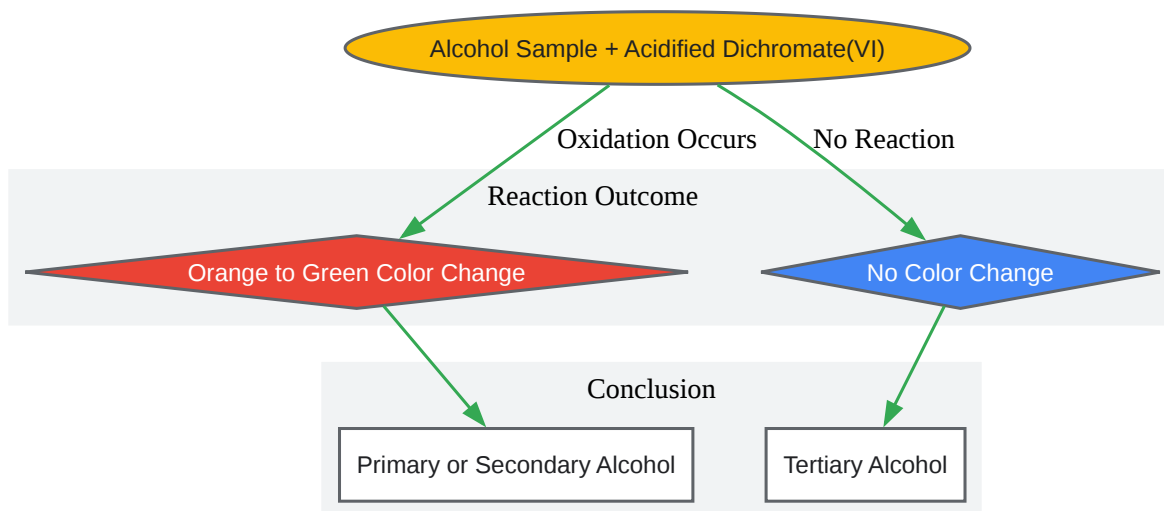 Alcohol Sample + Acidified Dichromate(VI)
Oxidation Occurs
No Reaction
Reaction Outcome
Orange to Green Color Change
No Color Change
Conclusion
Primary or Secondary Alcohol
Tertiary Alcohol